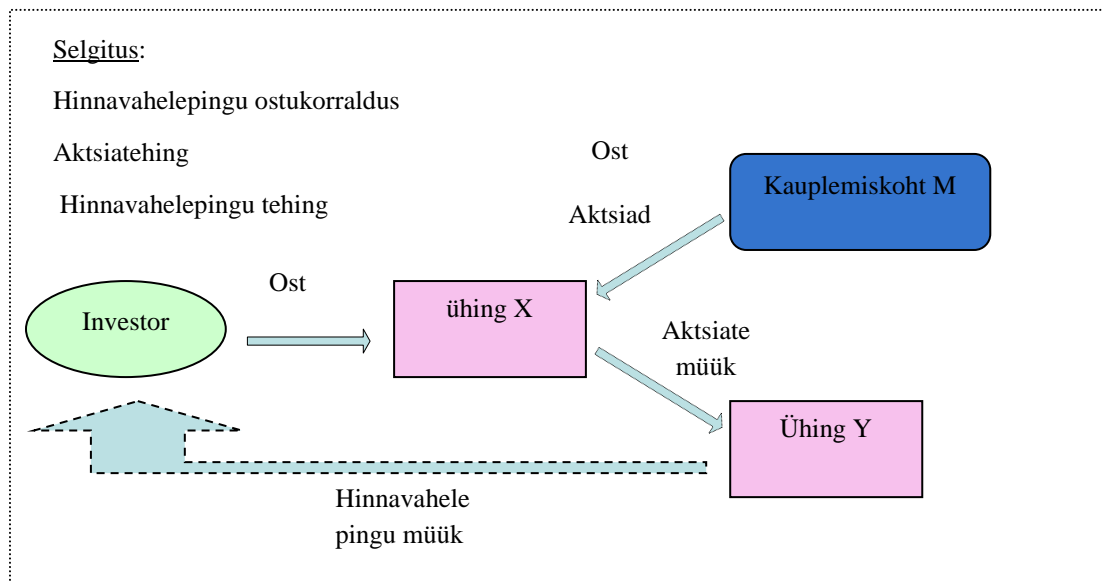 Selgitus:
Hinnavahelepingu ostukorraldus
Aktsiatehing
Hinnavahelepingu tehing
Ost
Aktsiad
Kauplemiskoht M
Ost
Investor
ühing X
Aktsiate
müük
Ühing Y
Hinnavahele
pingu müük